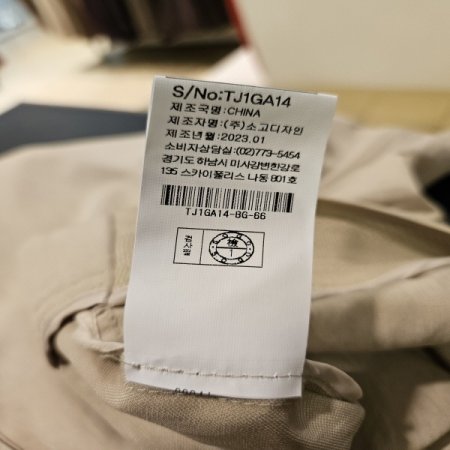 S/No:TJ1GA14
제조국명:CHINA
제조자명:(주)소고디자인
제조년월:2023.01
소비자상담실:(02)773-5454
경기도 하남시 미사강변한강로
135 스카이폴리스 나동 801호
TJ1GA14-BG-66
검사필